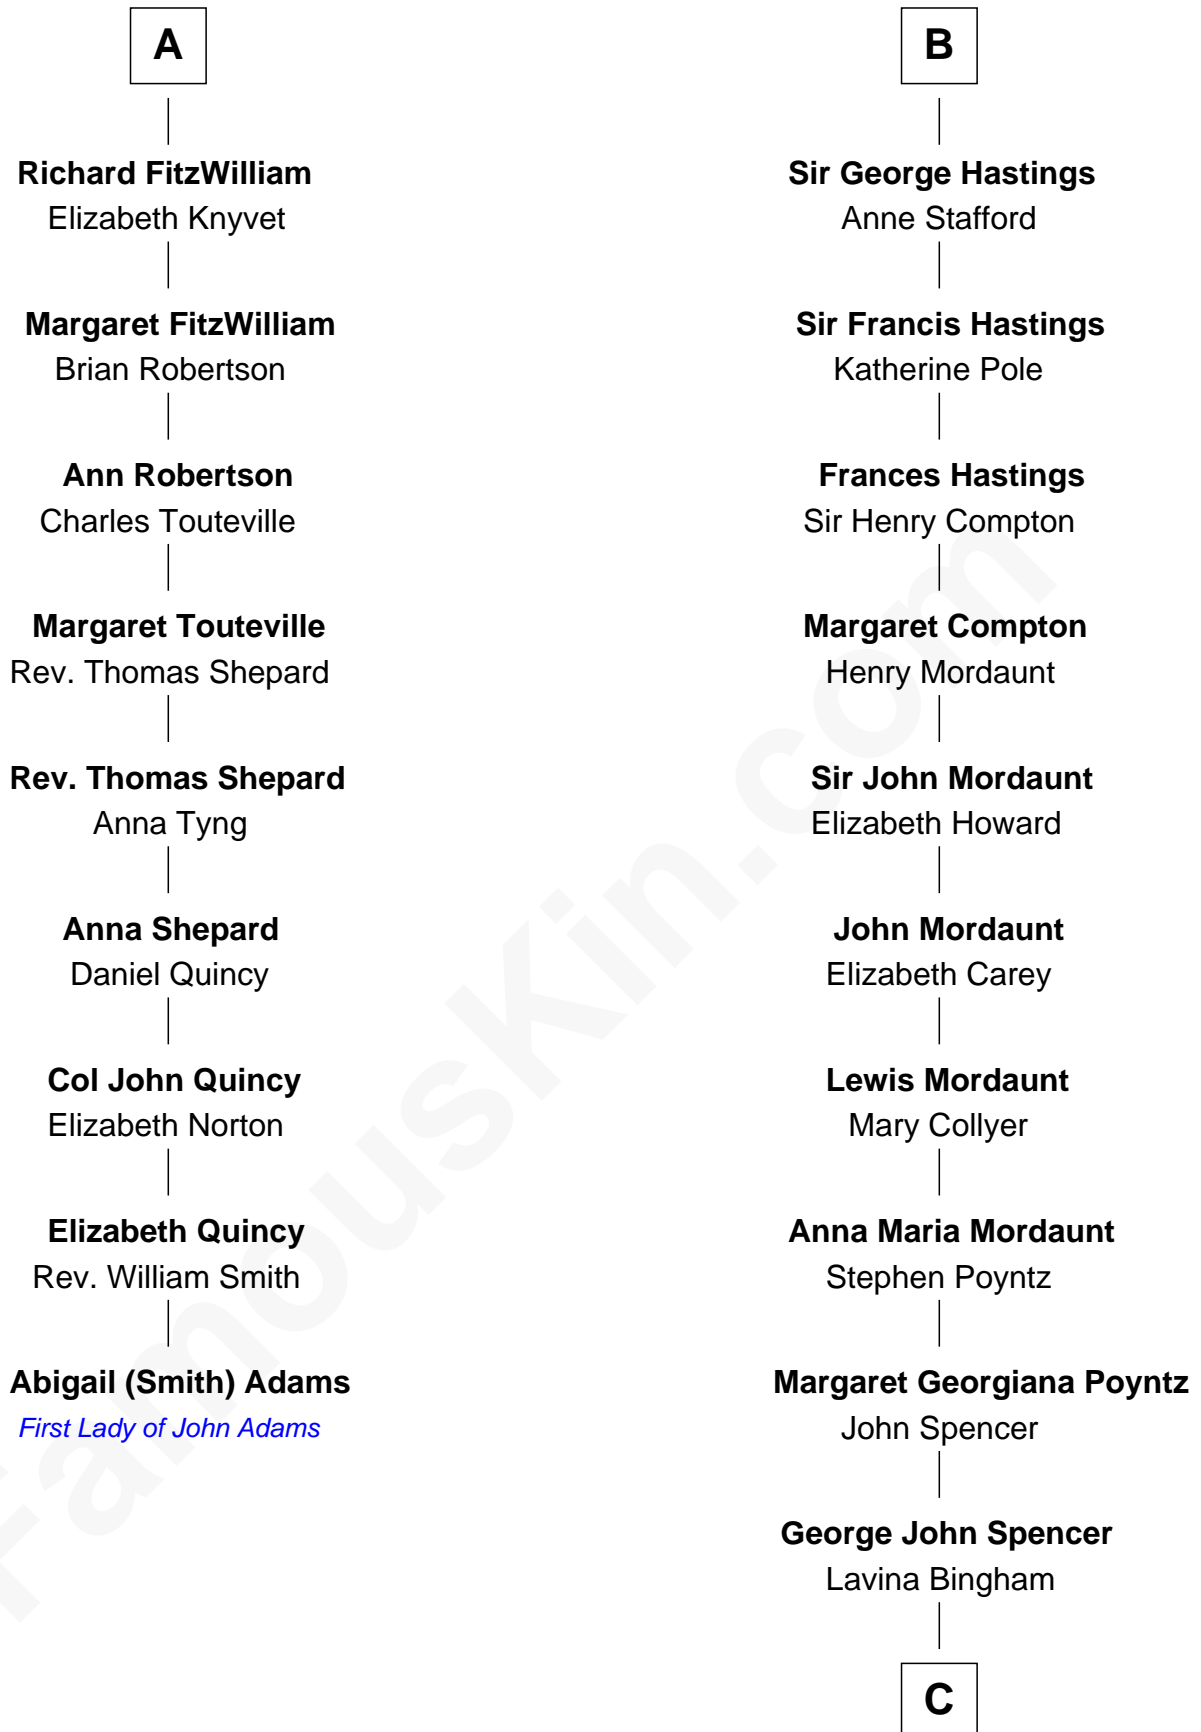 A
Richard FitzWilliam
Elizabeth Knyvet
Margaret FitzWilliam
Brian Robertson
Ann Robertson
Charles Touteville
Margaret Touteville
Rev. Thomas Shepard
Rev. Thomas Shepard
Anna Tyng
Anna Shepard
Daniel Quincy
Col John Quincy
Elizabeth Norton
Elizabeth Quincy
Rev. William Smith
Abigail (Smith) Adams
First Lady of John Adams
B
Sir George Hastings
Anne Stafford
Sir Francis Hastings
Katherine Pole
Frances Hastings
Sir Henry Compton
Margaret Compton
Henry Mordaunt
Sir John Mordaunt
Elizabeth Howard
John Mordaunt
Elizabeth Carey
Lewis Mordaunt
Mary Collyer
Anna Maria Mordaunt
Stephen Poyntz
Margaret Georgiana Poyntz
John Spencer
George John Spencer
Lavina Bingham
C
FamousKin.com